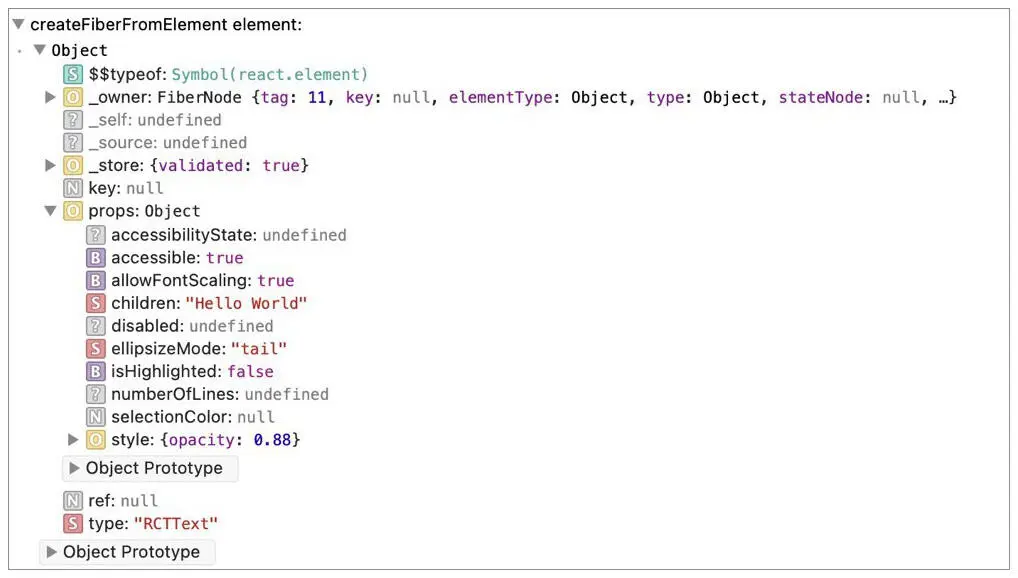 createFiberFromElement element:
Object
S $$typeof: Symbol(react.element)
O _owner: FiberNode {tag: 11, key: null, elementType: Object, type: Object, stateNode: null, …}
? _self: undefined
? _source: undefined
O _store: {validated: true}
N key: null
O props: Object
? accessibilityState: undefined
B accessible: true
B allowFontScaling: true
S children: "Hello World"
? disabled: undefined
S ellipsizeMode: "tail"
B isHighlighted: false
? numberOfLines: undefined
N selectionColor: null
O style: {opacity: 0.88}
Object Prototype
N ref: null
S type: "RCTText"
Object Prototype